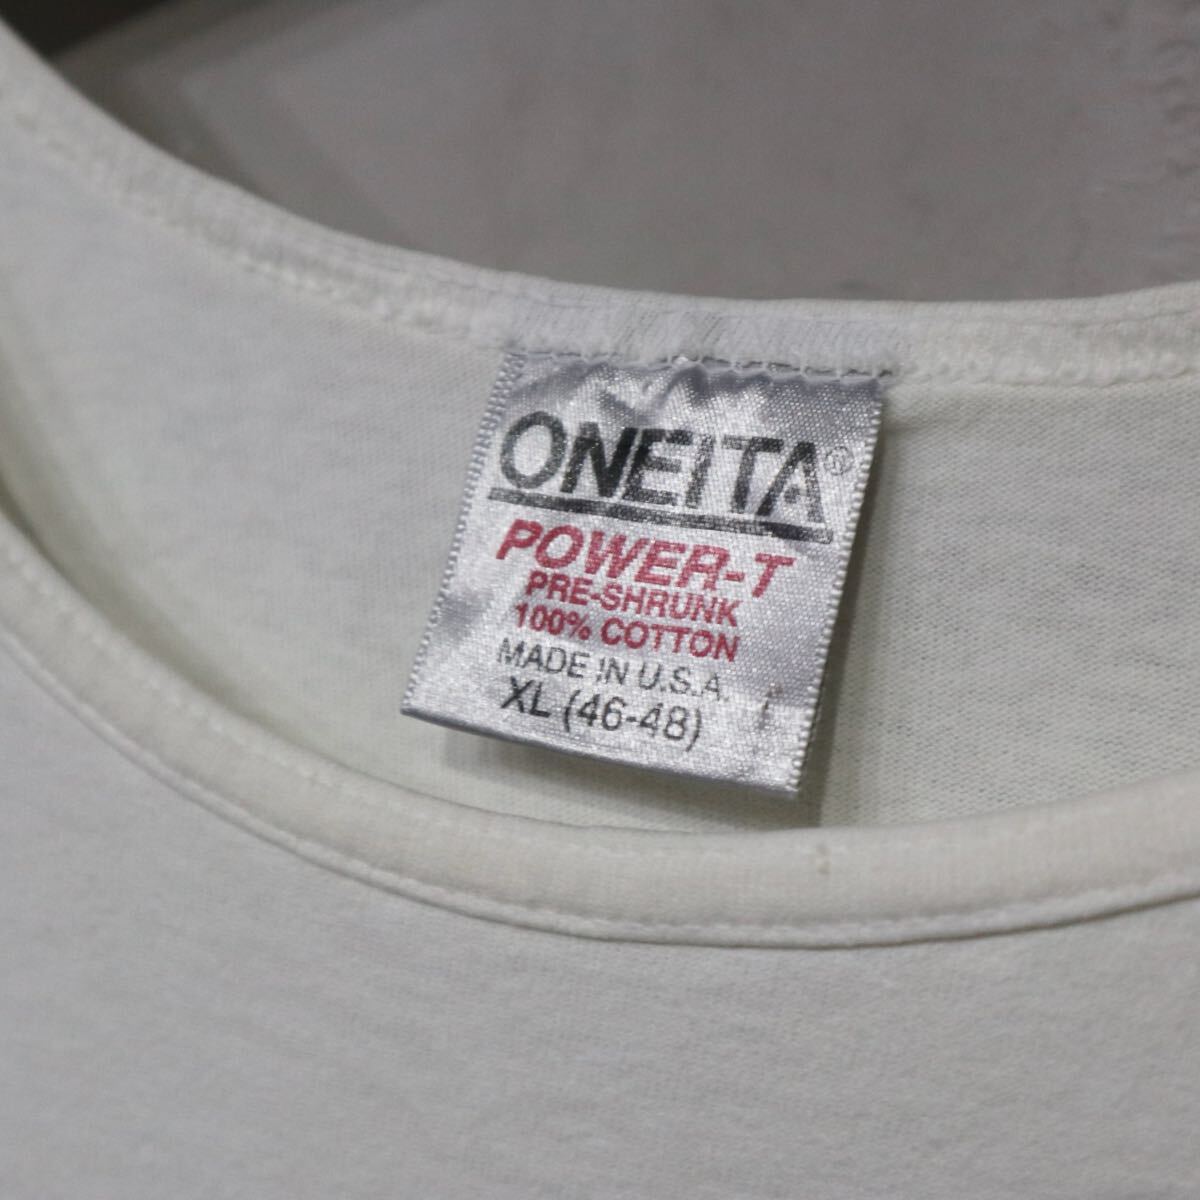 ONEITA®
POWER-T
PRE-SHRUNK
100% COTTON
MADE IN U.S.A.
XL (46-48)